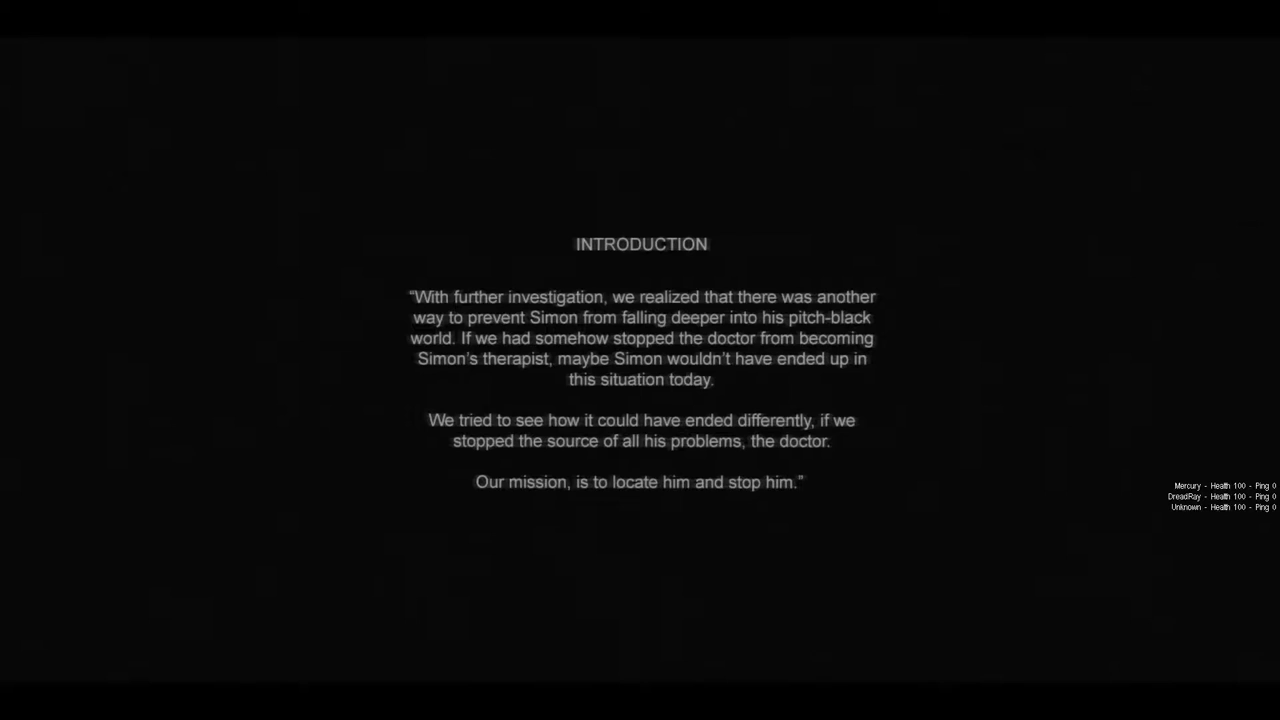 INTRODUCTION
“With further investigation, we realized that there was another
way to prevent Simon from falling deeper into his pitch-black
world. If we had somehow stopped the doctor from becoming
Simon’s therapist, maybe Simon wouldn’t have ended up in
this situation today.
We tried to see how it could have ended differently, if we
stopped the source of all his problems, the doctor.
Our mission, is to locate him and stop him.”
Mercury - Health 100 - Ping 0
DreadRay - Health 100 - Ping 0
Unknown - Health 100 - Ping 0